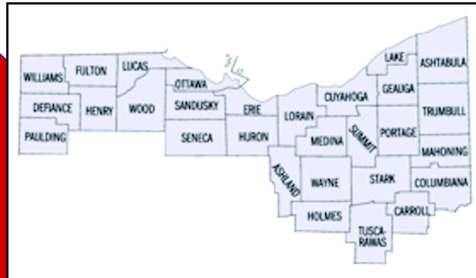 LAKE
ASHTABULA
LUCAS
WILLIAMS
FULTON
OTTAWA
GEAUGA
CUYAHOGA
DEFIANCE
HENRY
WOOD
SANDUSKY
ERIE
LORAIN
TRUMBULL
PAULDING
SENECA
HURON
MEDINA
SUMMIT
PORTAGE
MAHONING
ASHLAND
WAYNE
STARK
COLUMBIANA
HOLMES
CARROLL
TUSCA-
RAWAS